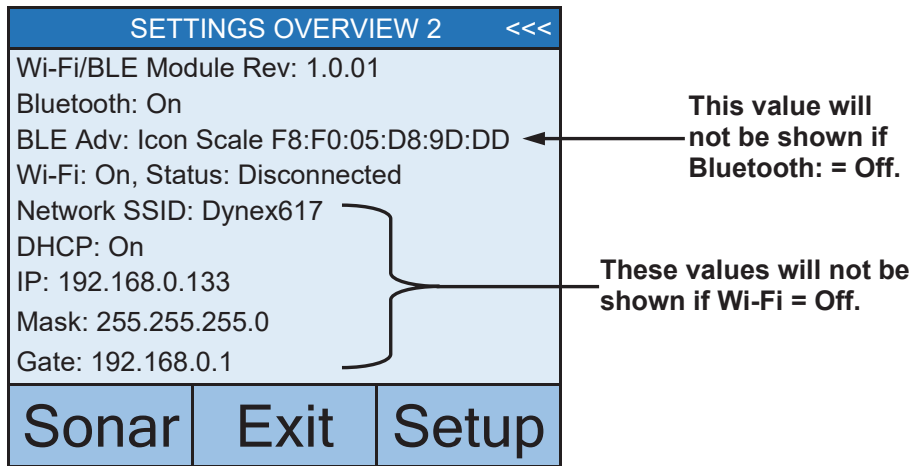 SETTINGS OVERVIEW 2 <<<
Wi-Fi/BLE Module Rev: 1.0.01
Bluetooth: On
BLE Adv: Icon Scale F8:F0:05:D8:9D:DD
Wi-Fi: On, Status: Disconnected
Network SSID: Dynex617
DHCP: On
IP: 192.168.0.133
Mask: 255.255.255.0
Gate: 192.168.0.1
Sonar Exit Setup
This value will
not be shown if
Bluetooth: = Off.
These values will not be
shown if Wi-Fi = Off.